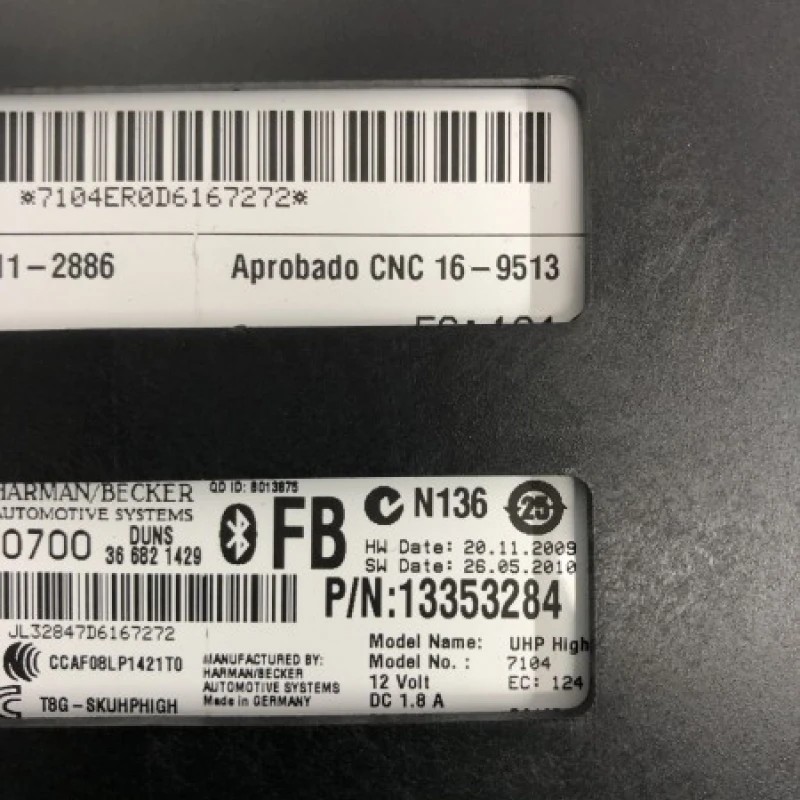 *7104ER0D6167272*
11-2886 Aprobado CNC 16-9513
EC: 124
HARMAN/BECKER
AUTOMOTIVE SYSTEMS
QD ID: B013875
0700 DUNS
36 682 1429
FB
N136
25
HW Date: 20.11.2009
SW Date: 26.05.2010
P/N:13353284
JL32847D6167272
CCAF08LP1421T0
T8G-SKUHPHIGH
MANUFACTURED BY:
HARMAN/BECKER
AUTOMOTIVE SYSTEMS
Made in GERMANY
Model Name: UHP High
Model No.: 7104
12 Volt EC: 124
DC 1.8 A